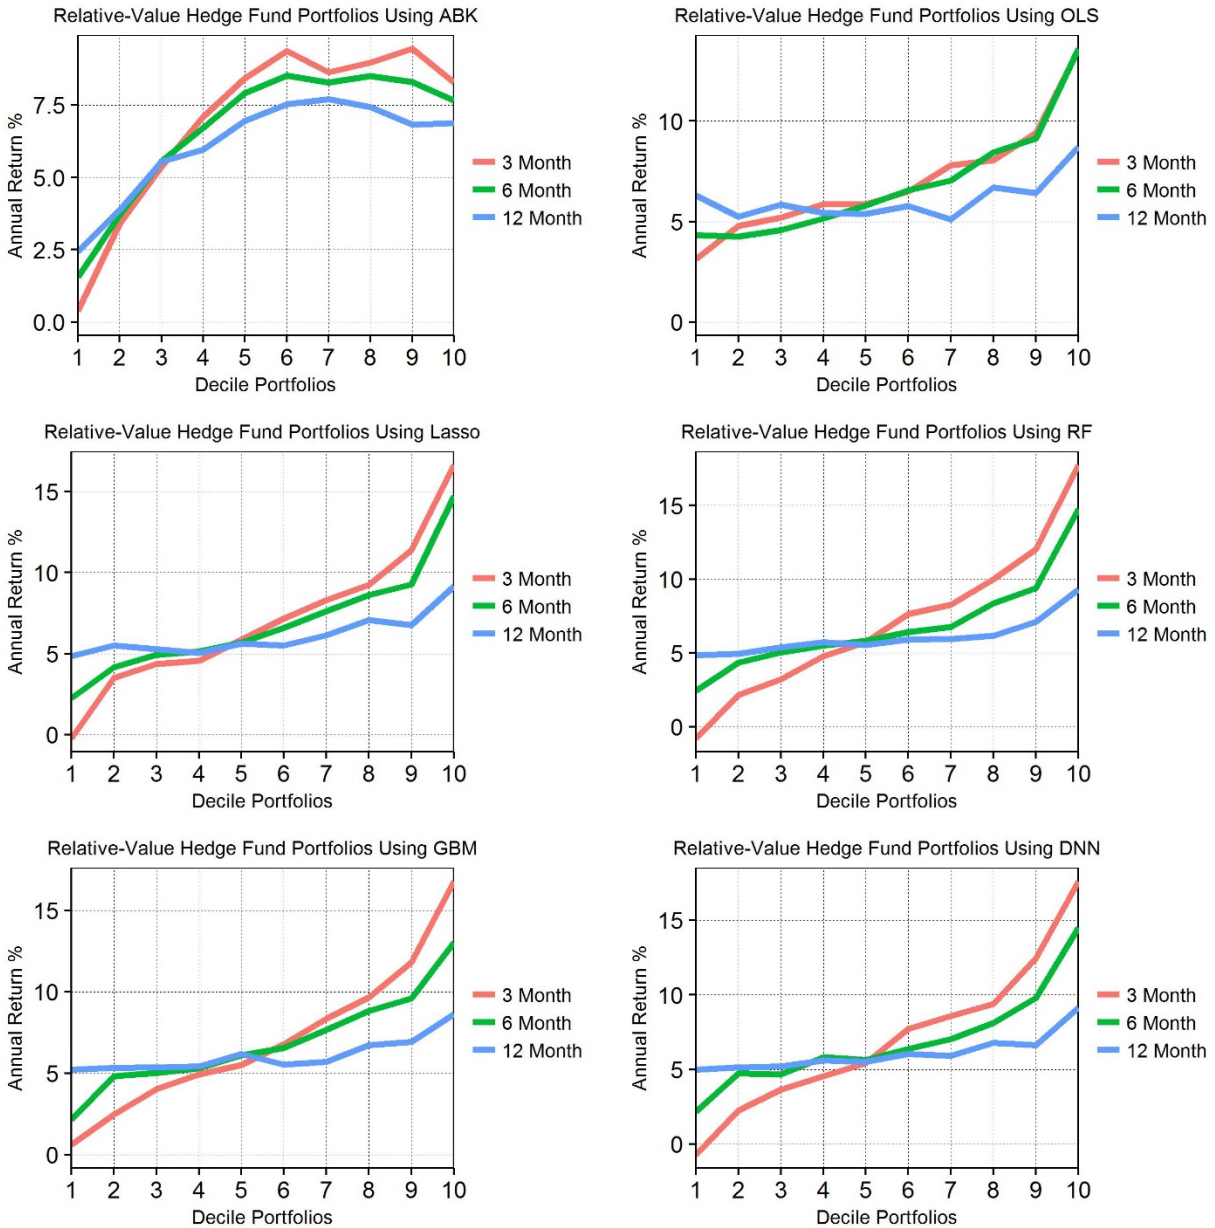 Relative-Value Hedge Fund Portfolios Using ABK
Annual Return %
7.5
5.0
2.5
0.0
1 2 3 4 5 6 7 8 9 10
Decile Portfolios
3 Month
6 Month
12 Month
Relative-Value Hedge Fund Portfolios Using OLS
Annual Return %
10
5
0
1 2 3 4 5 6 7 8 9 10
Decile Portfolios
3 Month
6 Month
12 Month
Relative-Value Hedge Fund Portfolios Using Lasso
Annual Return %
15
10
5
0
1 2 3 4 5 6 7 8 9 10
Decile Portfolios
3 Month
6 Month
12 Month
Relative-Value Hedge Fund Portfolios Using RF
Annual Return %
15
10
5
0
1 2 3 4 5 6 7 8 9 10
Decile Portfolios
3 Month
6 Month
12 Month
Relative-Value Hedge Fund Portfolios Using GBM
Annual Return %
15
10
5
0
1 2 3 4 5 6 7 8 9 10
Decile Portfolios
3 Month
6 Month
12 Month
Relative-Value Hedge Fund Portfolios Using DNN
Annual Return %
15
10
5
0
1 2 3 4 5 6 7 8 9 10
Decile Portfolios
3 Month
6 Month
12 Month